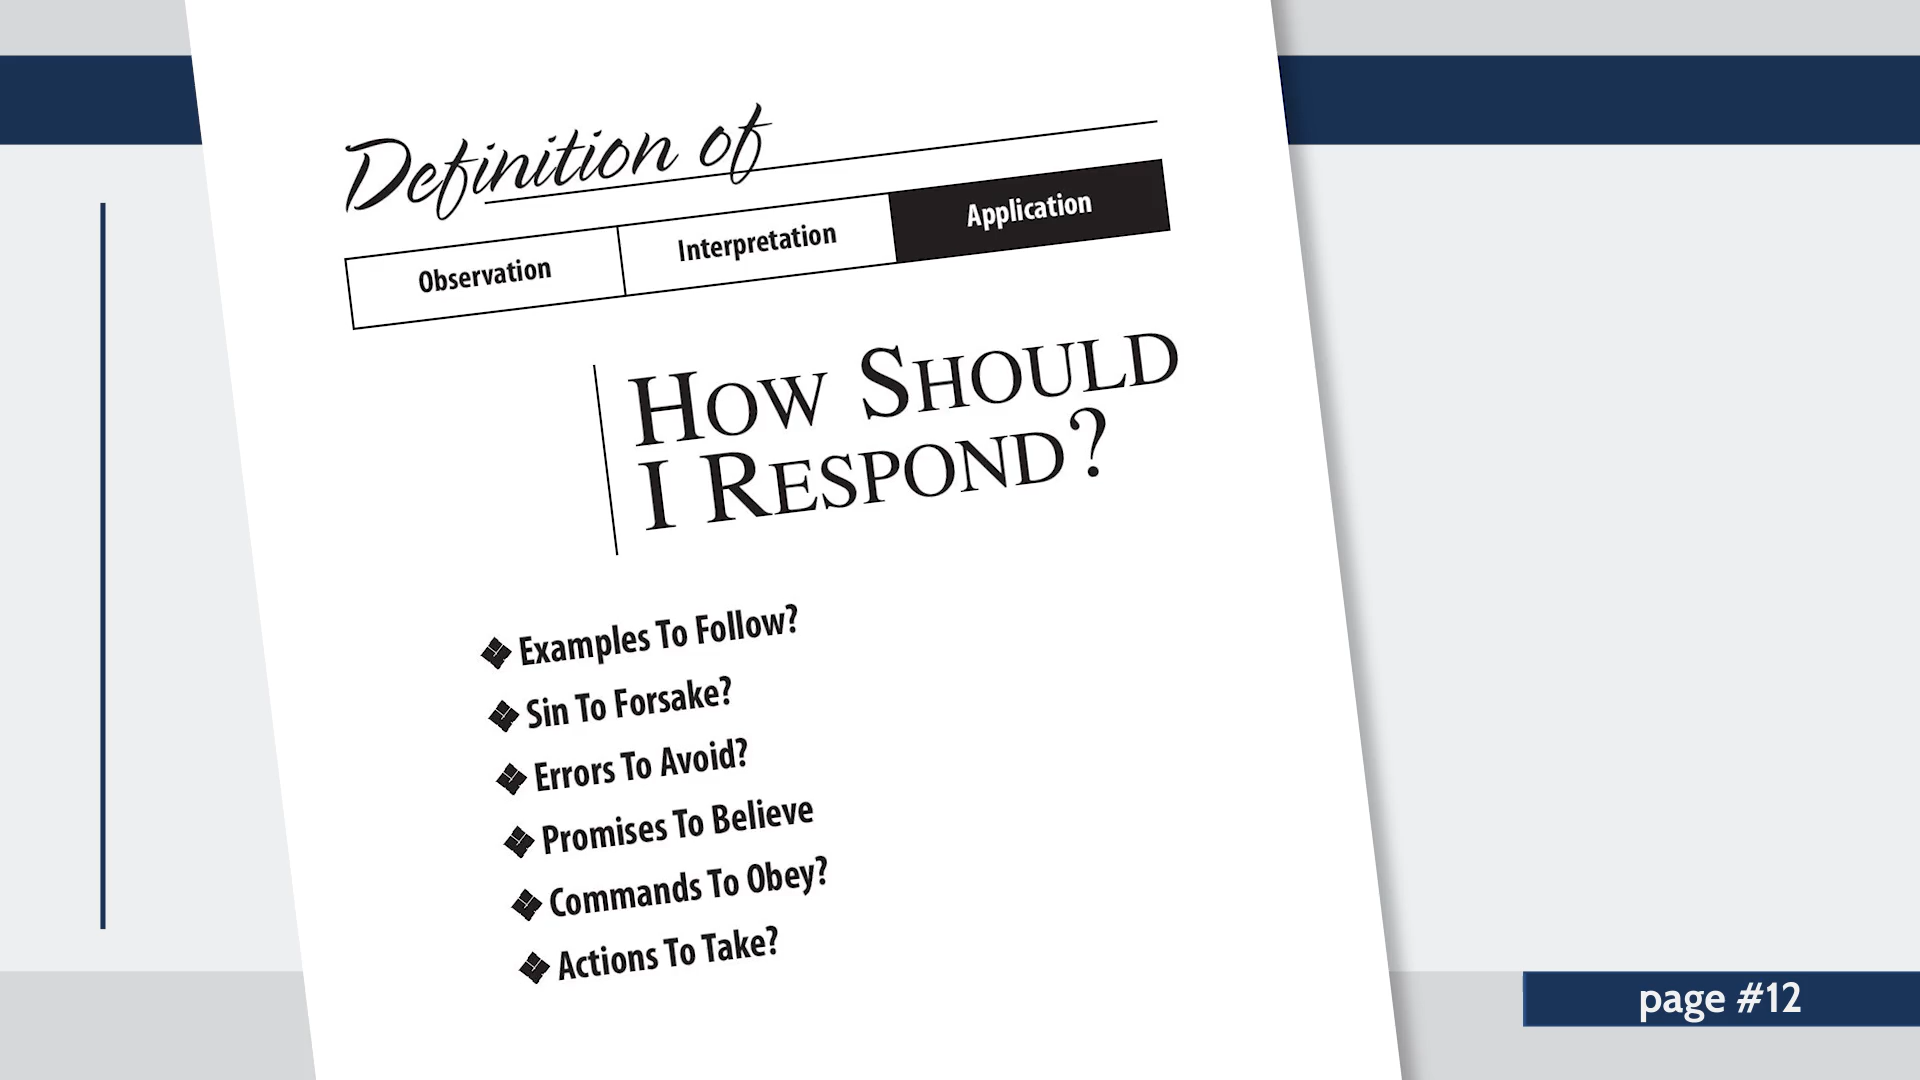 Definition of
Observation Interpretation Application
How Should
I Respond?
❖ Examples To Follow?
❖ Sin To Forsake?
❖ Errors To Avoid?
❖ Promises To Believe
❖ Commands To Obey?
❖ Actions To Take?
page #12